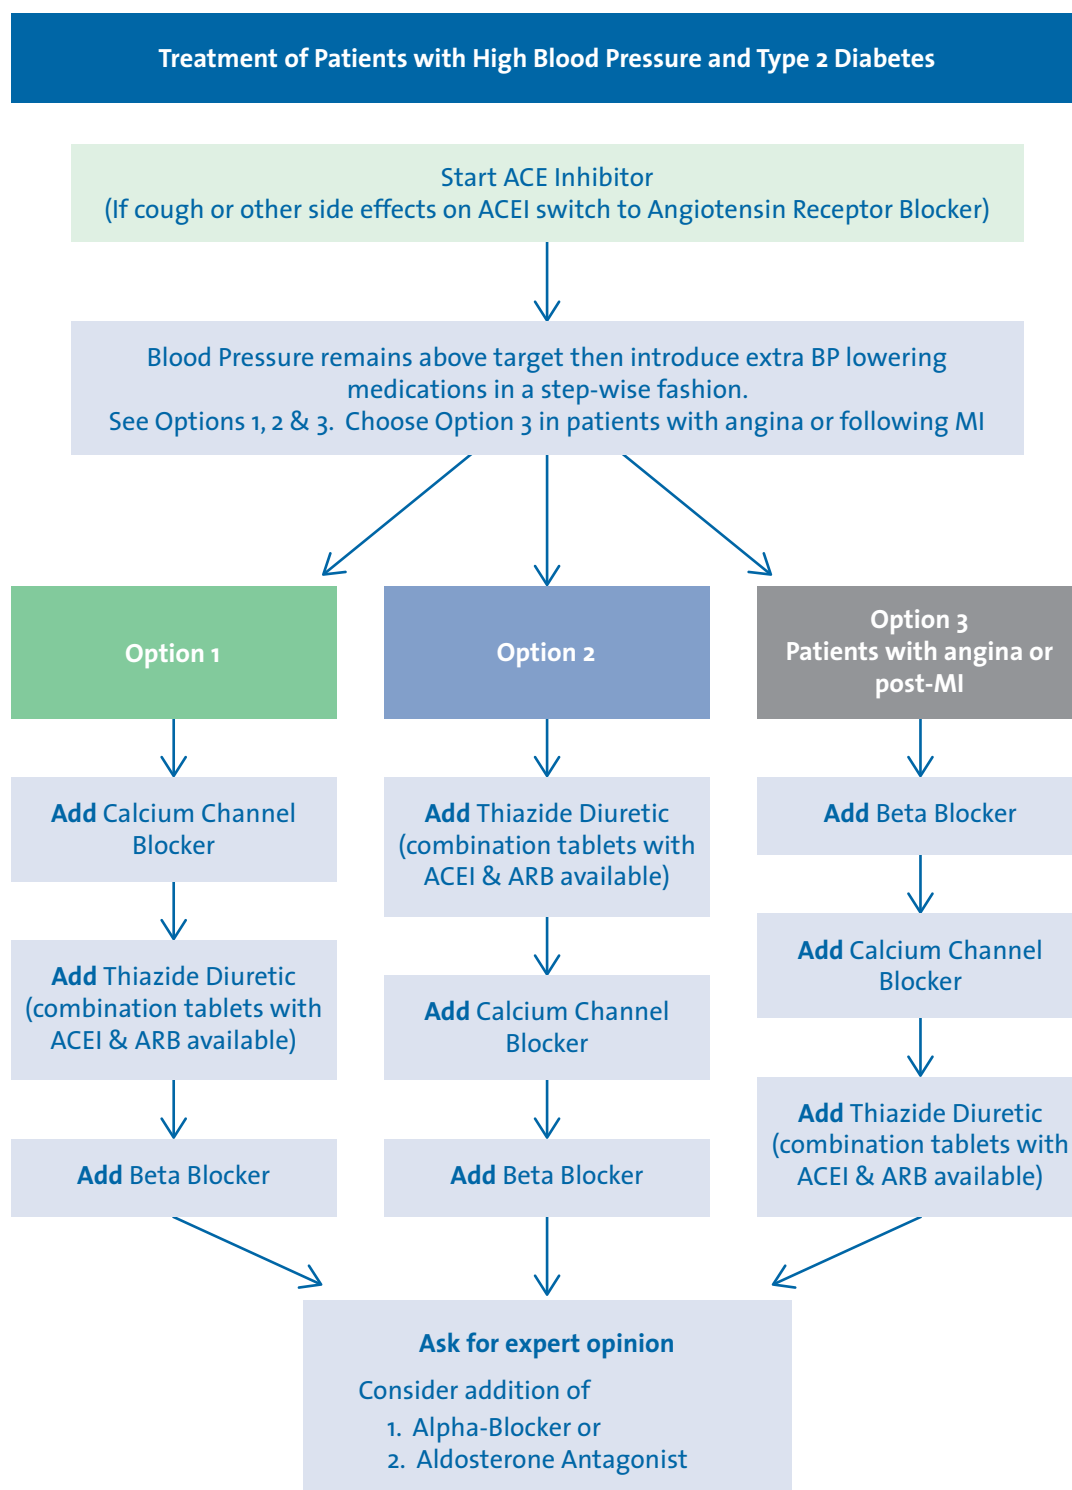 Treatment of Patients with High Blood Pressure and Type 2 Diabetes
Start ACE Inhibitor
(If cough or other side effects on ACEI switch to Angiotensin Receptor Blocker)
Blood Pressure remains above target then introduce extra BP lowering
medications in a step-wise fashion.
See Options 1, 2 & 3. Choose Option 3 in patients with angina or following MI
Option 1
Add Calcium Channel
Blocker
Add Thiazide Diuretic
(combination tablets with
ACEI & ARB available)
Add Beta Blocker
Option 2
Add Thiazide Diuretic
(combination tablets with
ACEI & ARB available)
Add Calcium Channel
Blocker
Add Beta Blocker
Option 3
Patients with angina or
post-MI
Add Beta Blocker
Add Calcium Channel
Blocker
Add Thiazide Diuretic
(combination tablets with
ACEI & ARB available)
Ask for expert opinion
Consider addition of
1. Alpha-Blocker or
2. Aldosterone Antagonist